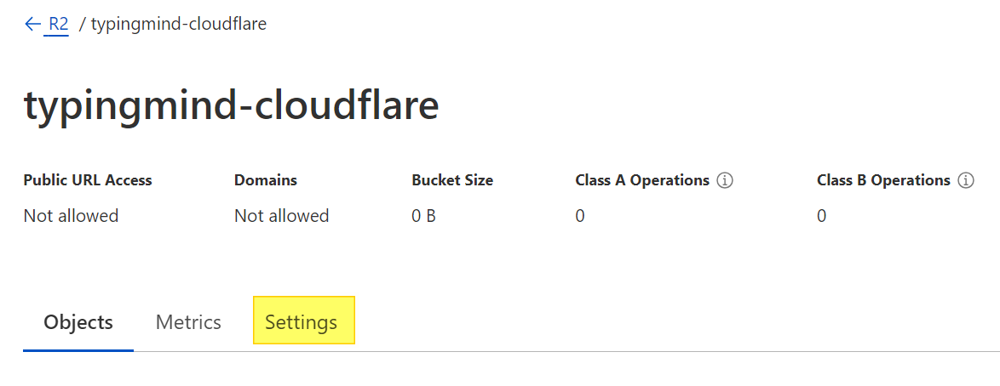 ← R2 / typingmind-cloudflare
typingmind-cloudflare
Public URL Access Domains Bucket Size Class A Operations Class B Operations
Not allowed Not allowed 0 B 0 0
Objects Metrics Settings